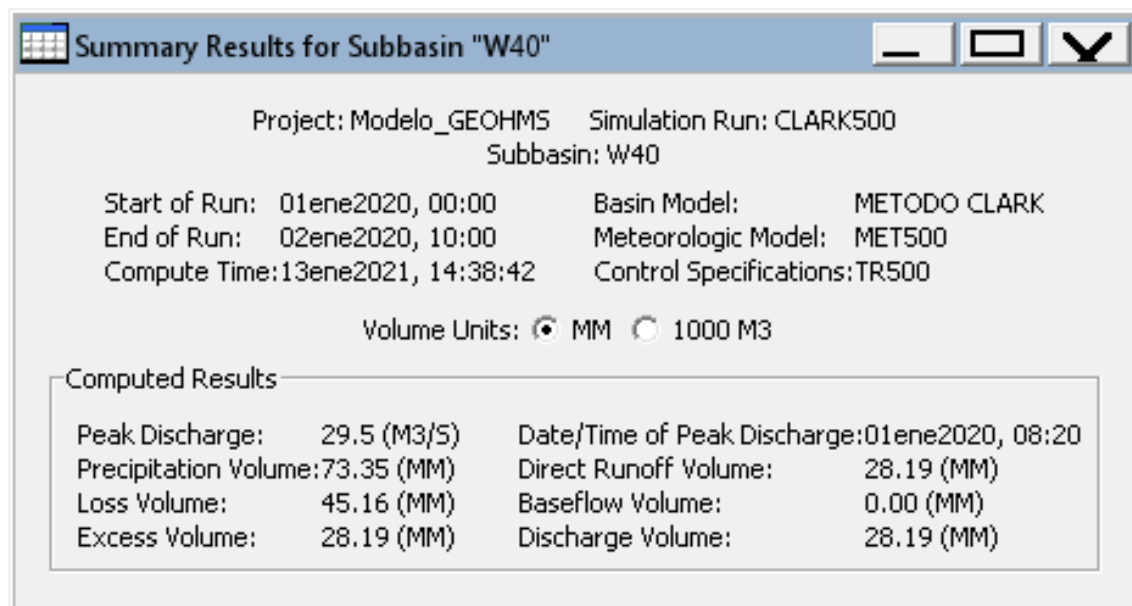 Summary Results for Subbasin "W40"
Project: Modelo_GEOHMS Simulation Run: CLARK500
Subbasin: W40
Start of Run: 01ene2020, 00:00 Basin Model: METODO CLARK
End of Run: 02ene2020, 10:00 Meteorologic Model: MET500
Compute Time:13ene2021, 14:38:42 Control Specifications:TR500
Volume Units: MM 1000 M3
Computed Results
Peak Discharge: 29.5 (M3/S) Date/Time of Peak Discharge:01ene2020, 08:20
Precipitation Volume:73.35 (MM) Direct Runoff Volume: 28.19 (MM)
Loss Volume: 45.16 (MM) Baseflow Volume: 0.00 (MM)
Excess Volume: 28.19 (MM) Discharge Volume: 28.19 (MM)